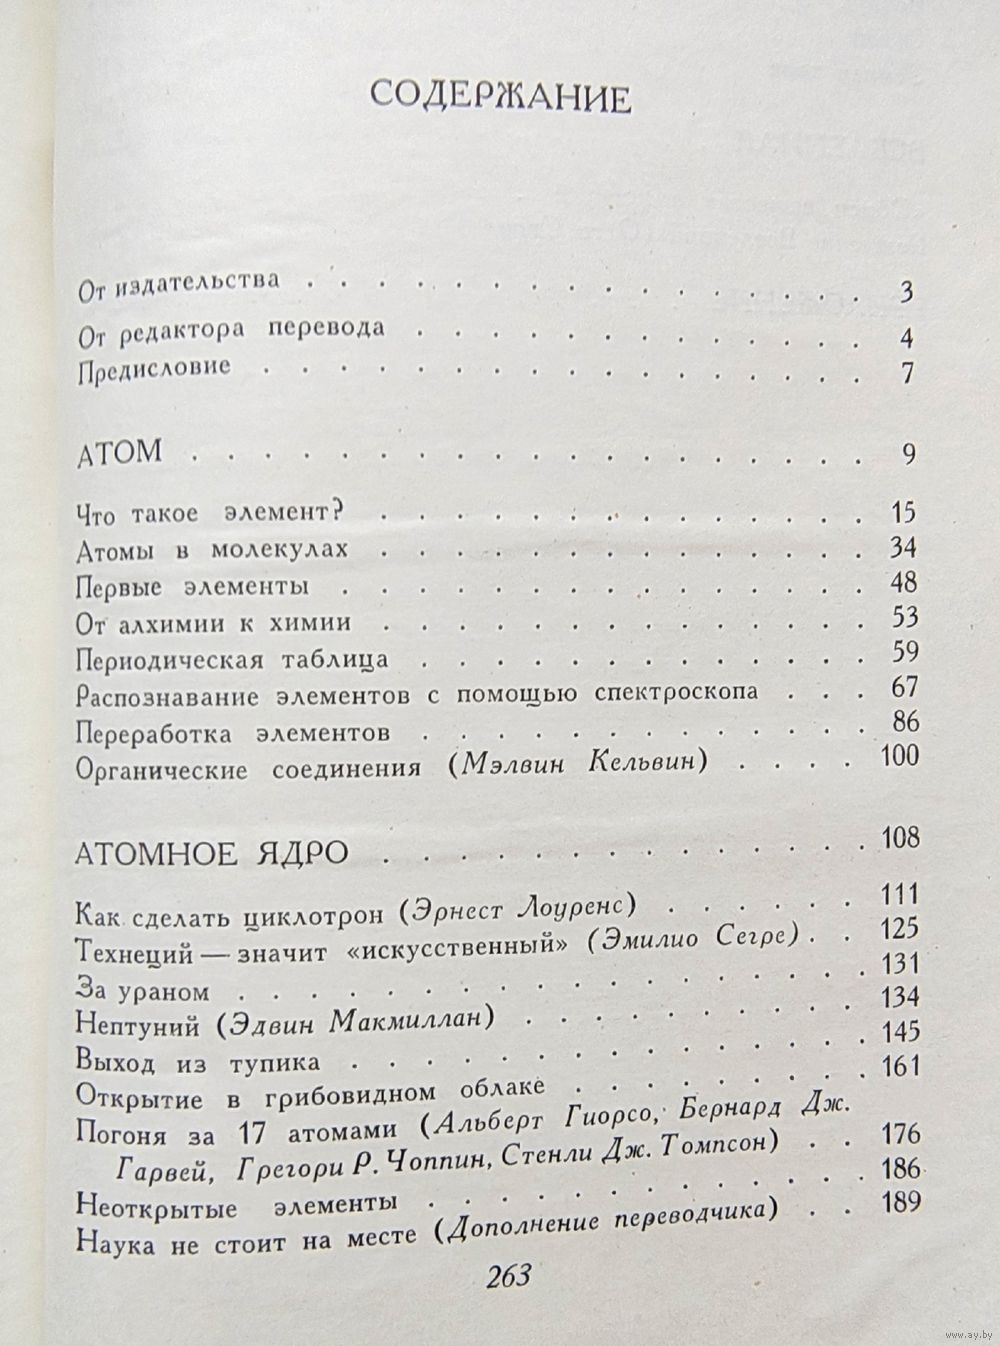 СОДЕРЖАНИЕ
От издательства . . . . . . . . . . . . . . . 3
От редактора перевода . . . . . . . . . . . . 4
Предисловие . . . . . . . . . . . . . . . . 7
АТОМ . . . . . . . . . . . . . . . . . . 9
Что такое элемент? . . . . . . . . . . . . . 15
Атомы в молекулах . . . . . . . . . . . . . 34
Первые элементы . . . . . . . . . . . . . . 48
От алхимии к химии . . . . . . . . . . . . . 53
Периодическая таблица . . . . . . . . . . . . 59
Распознавание элементов с помощью спектроскопа . . . 67
Переработка элементов . . . . . . . . . . . . 86
Органические соединения (Мэлвин Кельвин) . . . . 100
АТОМНОЕ ЯДРО . . . . . . . . . . . . . 108
Как сделать циклотрон (Эрнест Лоуренс) . . . . . . 111
Технеций — значит «искусственный» (Эмилио Сегре) . . 125
За ураном . . . . . . . . . . . . . . . . . 131
Нептуний (Эдвин Макмиллан) . . . . . . . . . . 134
Выход из тупика . . . . . . . . . . . . . . 145
Открытие в грибовидном облаке . . . . . . . . . 161
Погоня за 17 атомами (Альберт Гиорсо, Бернард Дж.
Гарвей, Грегори Р. Чоппин, Стенли Дж. Томпсон) . . 176
Неоткрытые элементы . . . . . . . . . . . . 186
Наука не стоит на месте (Дополнение переводчика) . . 189
263
www.ay.by